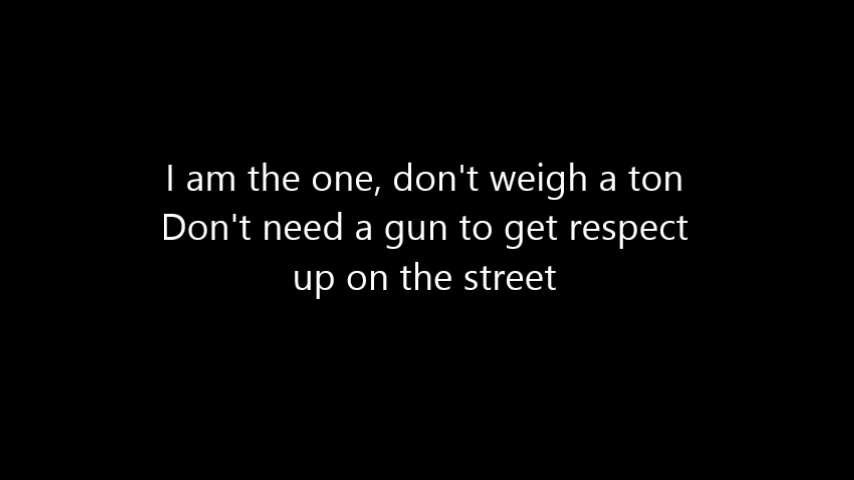 I am the one, don't weigh a ton
Don't need a gun to get respect
up on the street